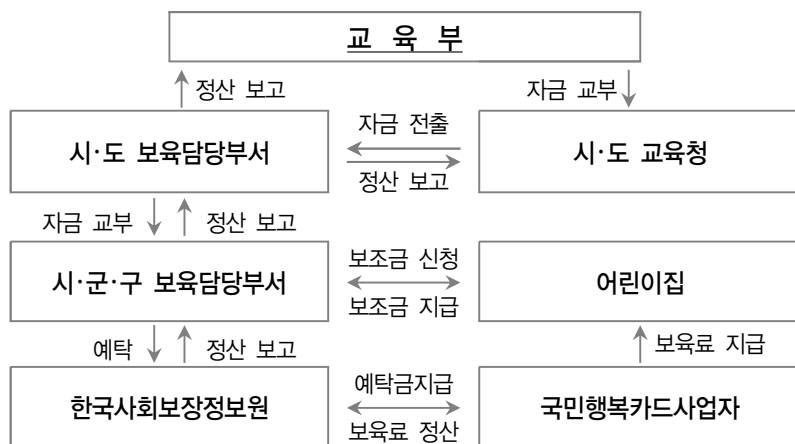 교 육 부
정산 보고
자금 교부
시·도 보육담당부서
자금 전출
정산 보고
시·도 교육청
자금 교부
정산 보고
시·군·구 보육담당부서
보조금 신청
보조금 지급
어린이집
예탁
정산 보고
보육료 지급
한국사회보장정보원
예탁금지급
보육료 정산
국민행복카드사업자